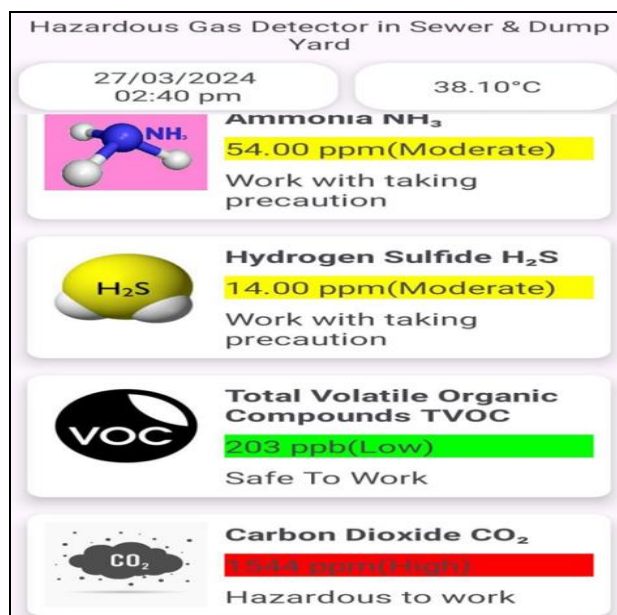 Hazardous Gas Detector in Sewer & Dump
Yard
27/03/2024
02:40 pm
38.10°C
Ammonia NH₃
NH₃
54.00 ppm(Moderate)
Work with taking
precaution
Hydrogen Sulfide H₂S
H₂S
14.00 ppm(Moderate)
Work with taking
precaution
Total Volatile Organic
Compounds TVOC
VOC
203 ppb(Low)
Safe To Work
Carbon Dioxide CO₂
CO₂
1544 ppm(High)
Hazardous to work